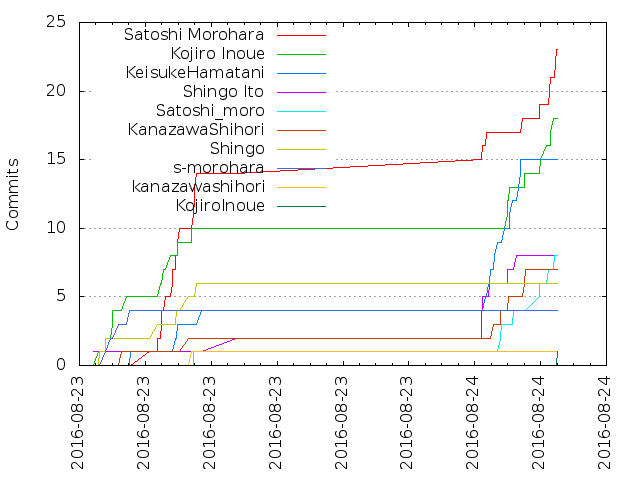 25
20
15
10
5
0
Commits
Satoshi Morohara
Kojiro Inoue
KeisukeHamatani
Shingo Ito
Satoshi_moro
KanazawaShihori
Shingo
s-morohara
kanazawashihori
KojiroInoue
2016-08-23
2016-08-23
2016-08-23
2016-08-23
2016-08-23
2016-08-23
2016-08-24
2016-08-24
2016-08-24